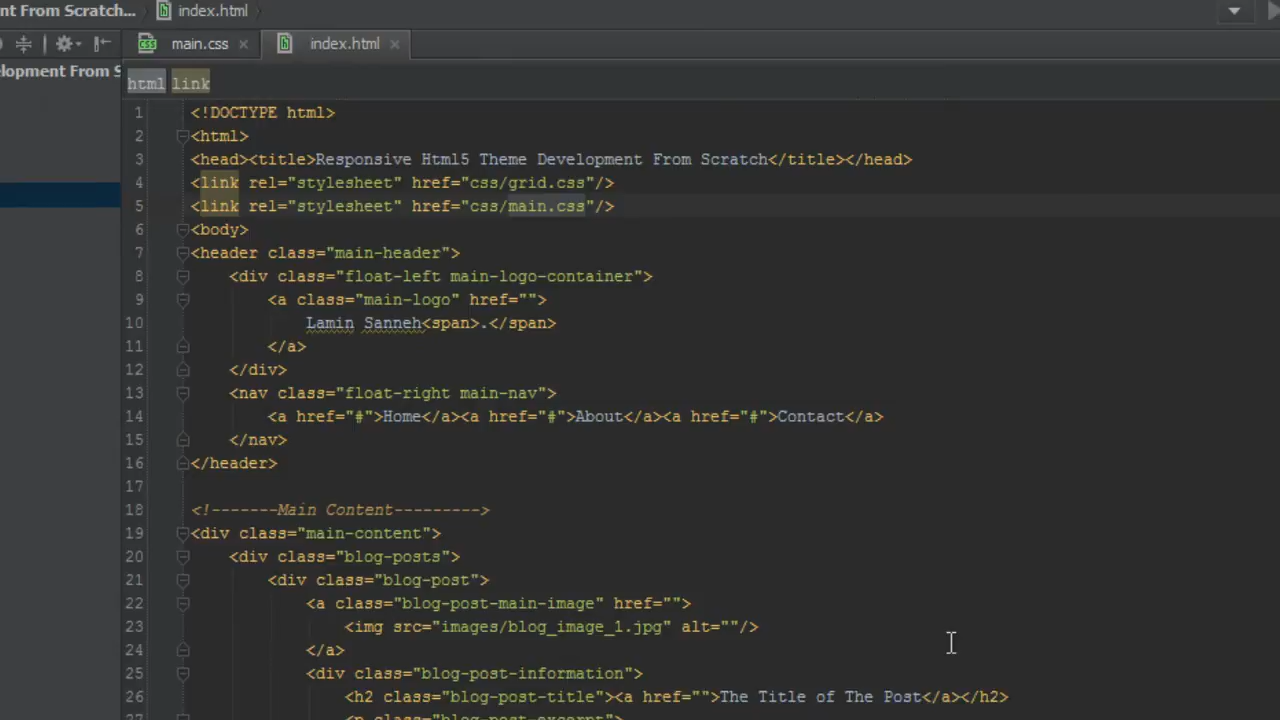 nt From Scratch... index.html
main.css index.html
elopment From S
html link
1 <!DOCTYPE html>
2 <html>
3 <head><title>Responsive Html5 Theme Development From Scratch</title></head>
4 <link rel="stylesheet" href="css/grid.css"/>
5 <link rel="stylesheet" href="css/main.css"/>
6 <body>
7 <header class="main-header">
8 <div class="float-left main-logo-container">
9 <a class="main-logo" href="">
10 Lamin Sanneh<span>.</span>
11 </a>
12 </div>
13 <nav class="float-right main-nav">
14 <a href="#">Home</a><a href="#">About</a><a href="#">Contact</a>
15 </nav>
16 </header>
17
18 <!-------Main Content--------->
19 <div class="main-content">
20 <div class="blog-posts">
21 <div class="blog-post">
22 <a class="blog-post-main-image" href="">
23 <img src="images/blog_image_1.jpg" alt=""/>
24 </a>
25 <div class="blog-post-information">
26 <h2 class="blog-post-title"><a href="">The Title of The Post</a></h2>
27 <p class="blog-post-excerpt">